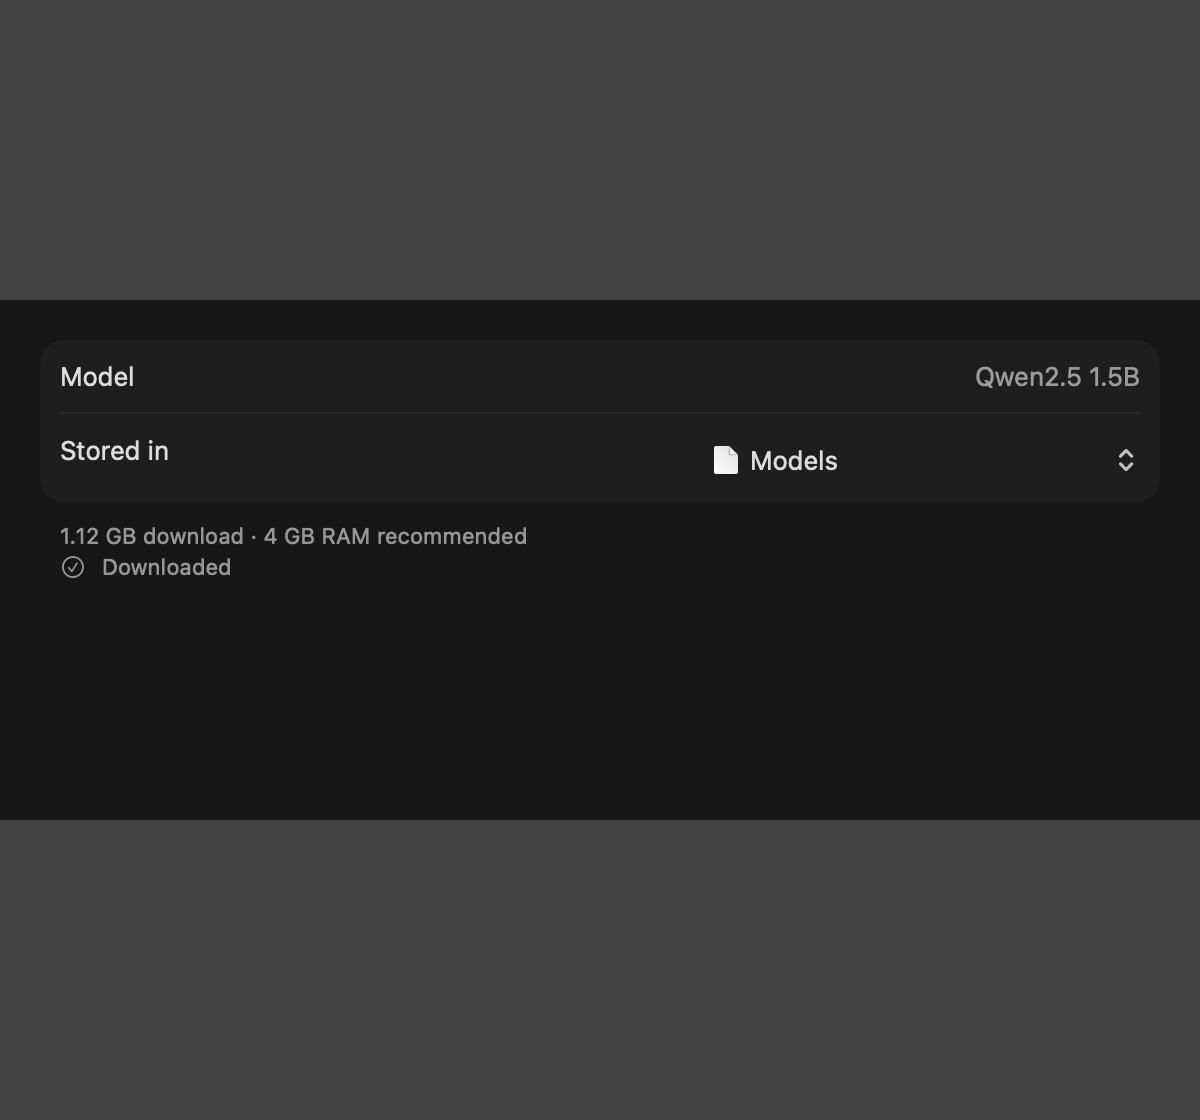 Model
Qwen2.5 1.5B
Stored in
Models
1.12 GB download · 4 GB RAM recommended
Downloaded